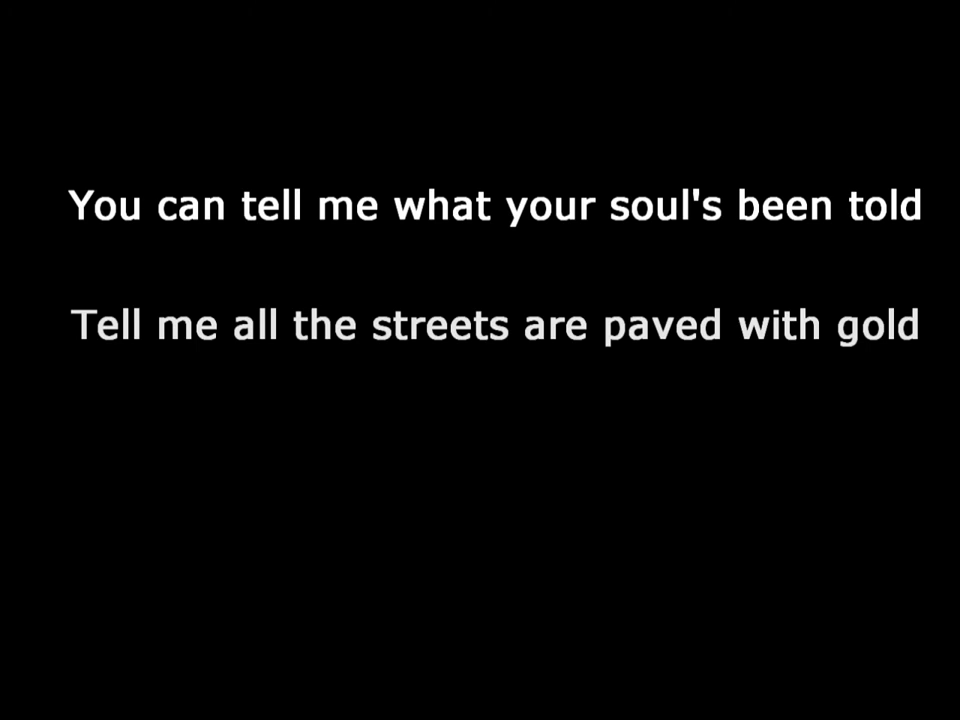 You can tell me what your soul's been told
Tell me all the streets are paved with gold